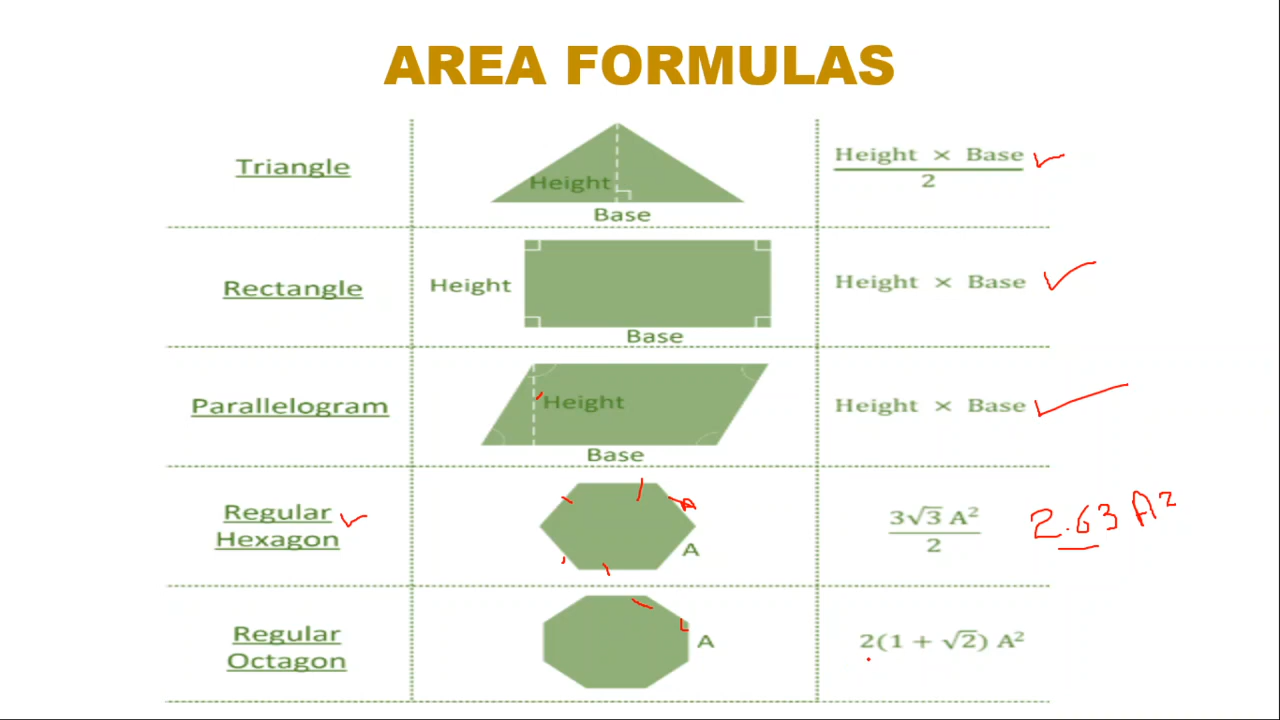 AREA FORMULAS
Triangle
Height
Base
Height × Base
2
Rectangle
Height
Base
Height × Base
Parallelogram
Height
Base
Height × Base
Regular
Hexagon
A
A
3√3 A²
2
2.63 A²
Regular
Octagon
A
2(1 + √2) A²